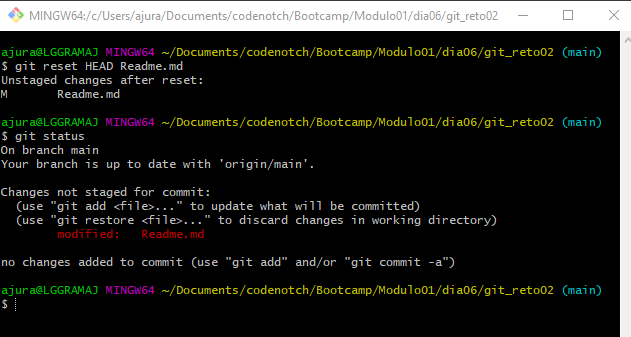 MINGW64:/c/Users/ajura/Documents/codenotch/Bootcamp/Modulo01/dia06/git_reto02
ajura@LGGRAMAJ MINGW64 ~/Documents/codenotch/Bootcamp/Modulo01/dia06/git_reto02 (main)
$ git reset HEAD Readme.md
Unstaged changes after reset:
M       Readme.md
ajura@LGGRAMAJ MINGW64 ~/Documents/codenotch/Bootcamp/Modulo01/dia06/git_reto02 (main)
$ git status
On branch main
Your branch is up to date with 'origin/main'.
Changes not staged for commit:
  (use "git add <file>..." to update what will be committed)
  (use "git restore <file>..." to discard changes in working directory)
        modified:   Readme.md
no changes added to commit (use "git add" and/or "git commit -a")
ajura@LGGRAMAJ MINGW64 ~/Documents/codenotch/Bootcamp/Modulo01/dia06/git_reto02 (main)
$